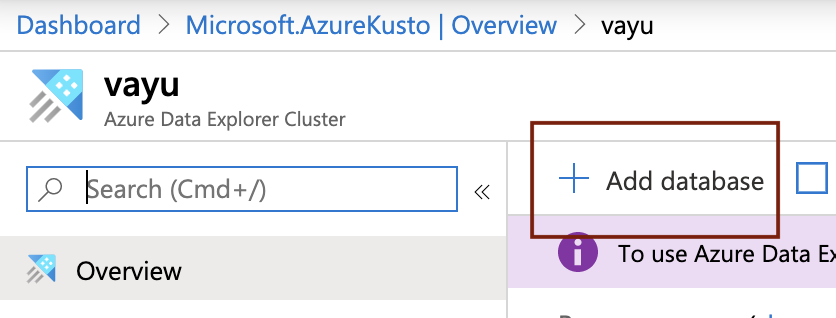 Dashboard > Microsoft.AzureKusto | Overview > vayu
vayu
Azure Data Explorer Cluster
Search (Cmd+/)
«
+ Add database
Overview
To use Azure Data Ex